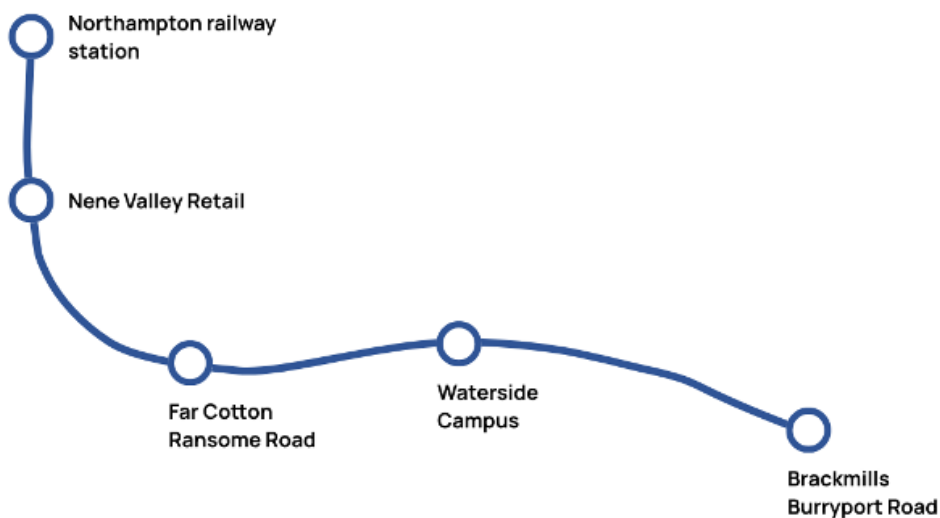 Northampton railway
station
Nene Valley Retail
Far Cotton
Ransome Road
Waterside
Campus
Brackmills
Burryport Road